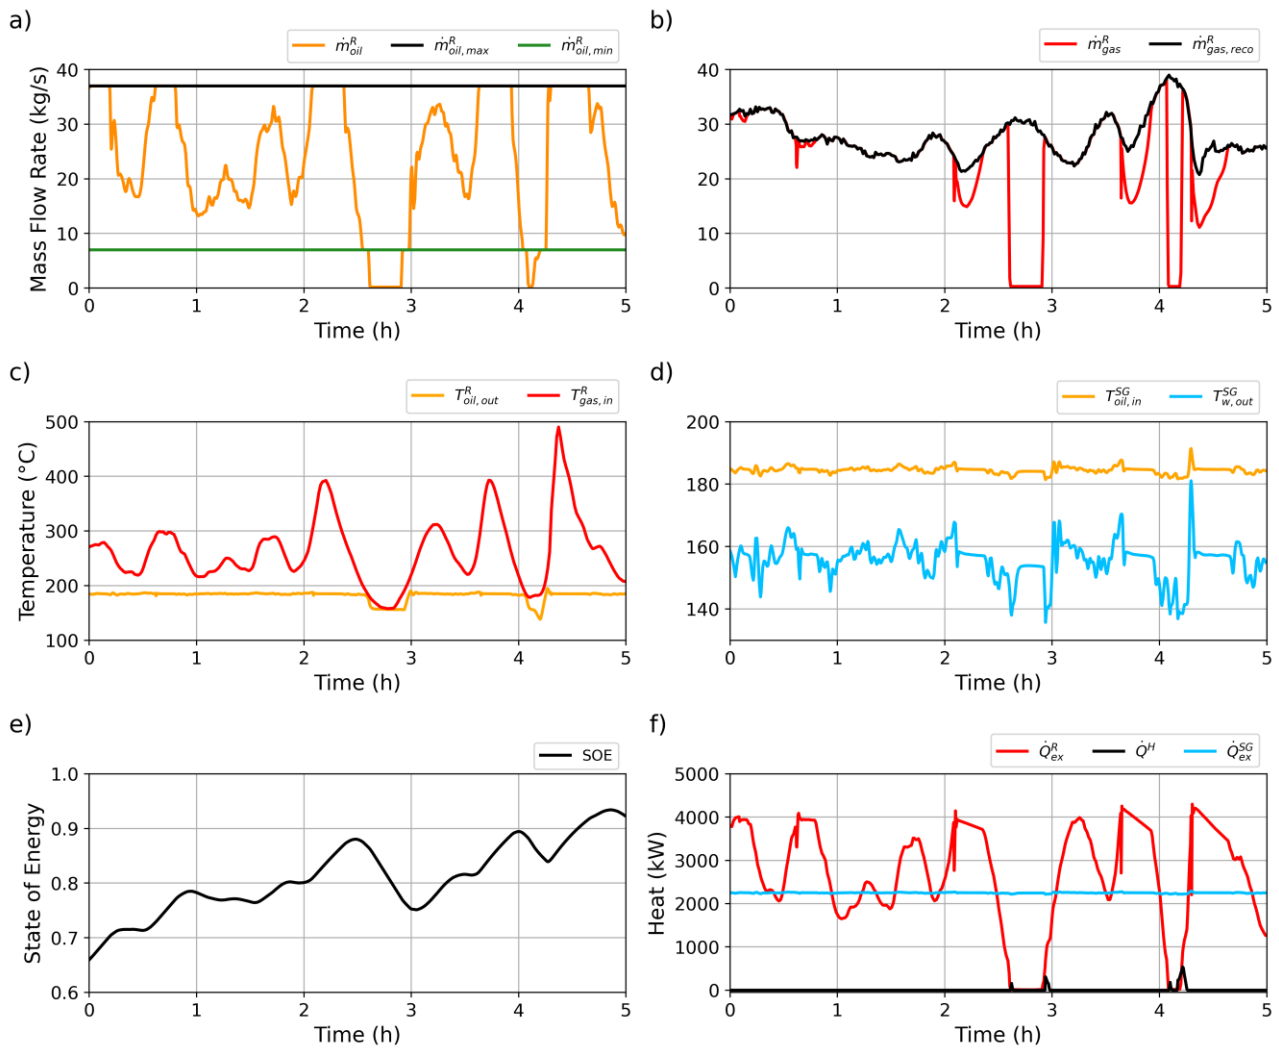 a)
ṁ^R_oil ṁ^R_oil,max ṁ^R_oil,min
Mass Flow Rate (kg/s)
40
30
20
10
0
0 1 2 3 4 5
Time (h)
b)
ṁ^R_gas ṁ^R_gas,reco
40
30
20
10
0
0 1 2 3 4 5
Time (h)
c)
T^R_oil,out T^R_gas,in
Temperature (°C)
500
400
300
200
100
0 1 2 3 4 5
Time (h)
d)
T^SG_oil,in T^SG_w,out
200
180
160
140
0 1 2 3 4 5
Time (h)
e)
SOE
State of Energy
1.0
0.9
0.8
0.7
0.6
0 1 2 3 4 5
Time (h)
f)
Q̇^R_ex Q̇^H Q̇^SG_ex
Heat (kW)
5000
4000
3000
2000
1000
0
0 1 2 3 4 5
Time (h)